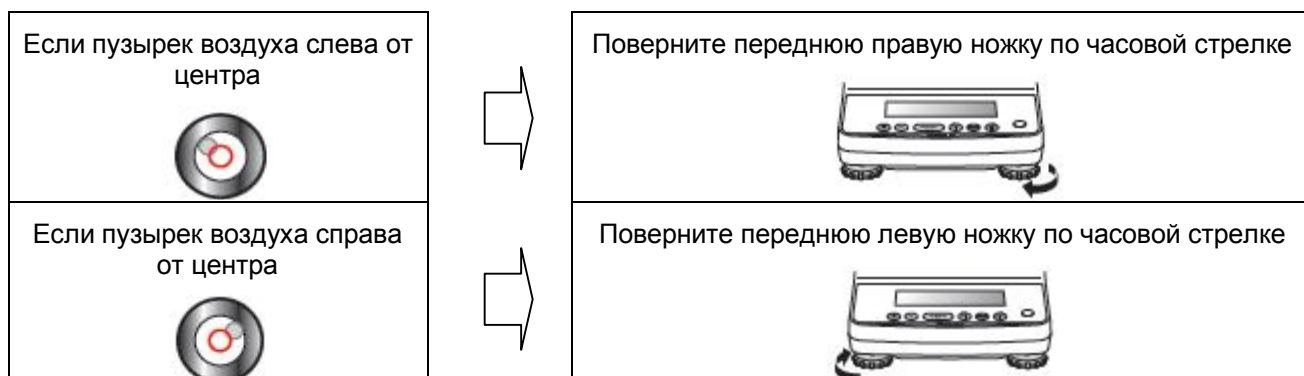 Если пузырек воздуха слева от
центра
Поверните переднюю правую ножку по часовой стрелке
Если пузырек воздуха справа
от центра
Поверните переднюю левую ножку по часовой стрелке